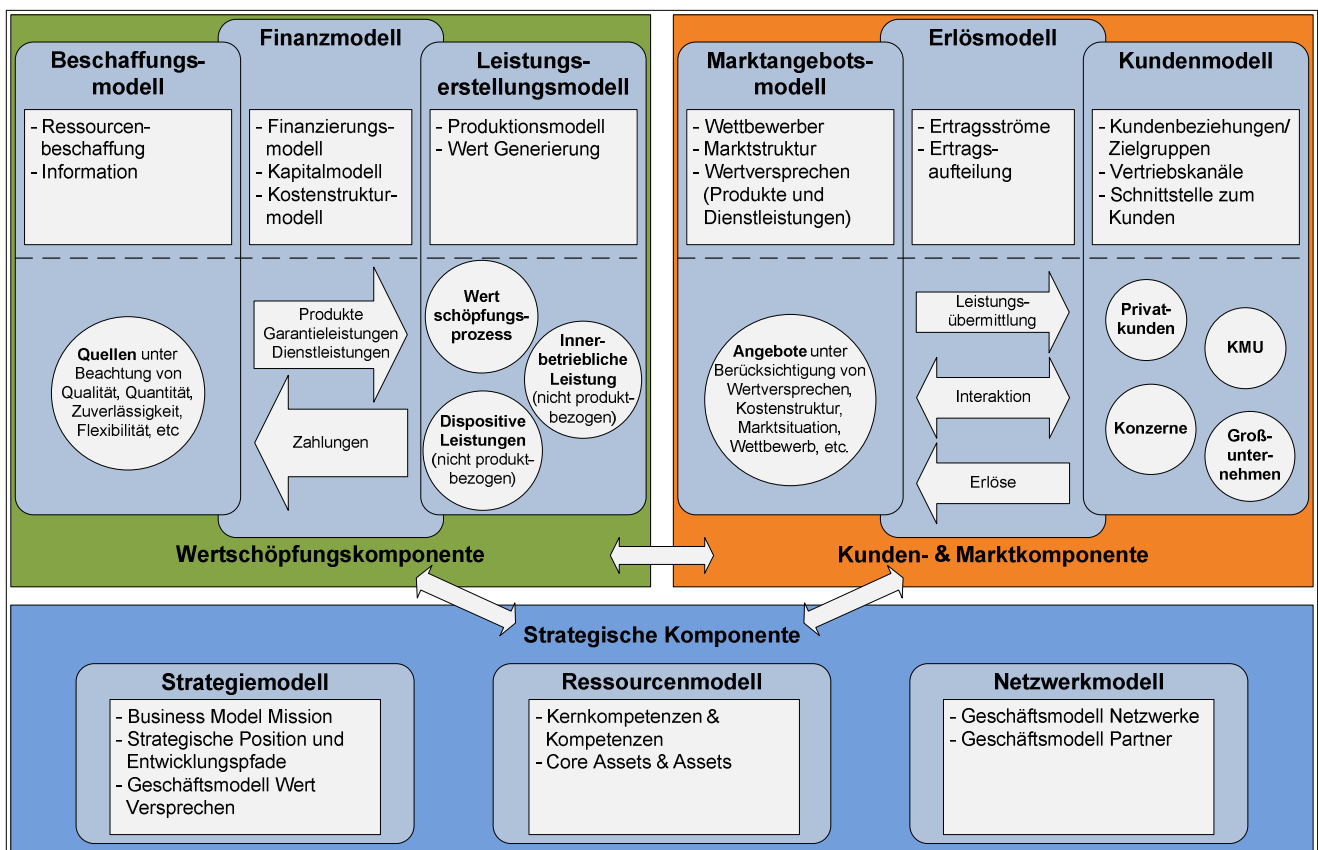 Finanzmodell
Beschaffungs-
modell
Leistungs-
erstellungsmodell
- Ressourcen-
beschaffung
- Information
- Finanzierungs-
modell
- Kapitalmodell
- Kostenstruktur-
modell
- Produktionsmodell
- Wert Generierung
Quellen unter
Beachtung von
Qualität, Quantität,
Zuverlässigkeit,
Flexibilität, etc
Produkte
Garantieleistungen
Dienstleistungen
Zahlungen
Wert
schöpfungs-
prozess
Inner-
betriebliche
Leistung
(nicht produkt-
bezogen)
Dispositive
Leistungen
(nicht produkt-
bezogen)
Wertschöpfungskomponente
Erlösmodell
Marktangebots-
modell
Kundenmodell
- Wettbewerber
- Marktstruktur
- Wertversprechen
(Produkte und
Dienstleistungen)
- Ertragsströme
- Ertrags-
aufteilung
- Kundenbeziehungen/
Zielgruppen
- Vertriebskanäle
- Schnittstelle zum
Kunden
Angebote unter
Berücksichtigung von
Wertversprechen,
Kostenstruktur,
Marktsituation,
Wettbewerb, etc.
Leistungs-
übermittlung
Interaktion
Erlöse
Privat-
kunden
KMU
Konzerne
Groß-
unter-
nehmen
Kunden- & Marktkomponente
Strategische Komponente
Strategiemodell
- Business Model Mission
- Strategische Position und
Entwicklungspfade
- Geschäftsmodell Wert
Versprechen
Ressourcenmodell
- Kernkompetenzen &
Kompetenzen
- Core Assets & Assets
Netzwerkmodell
- Geschäftsmodell Netzwerke
- Geschäftsmodell Partner